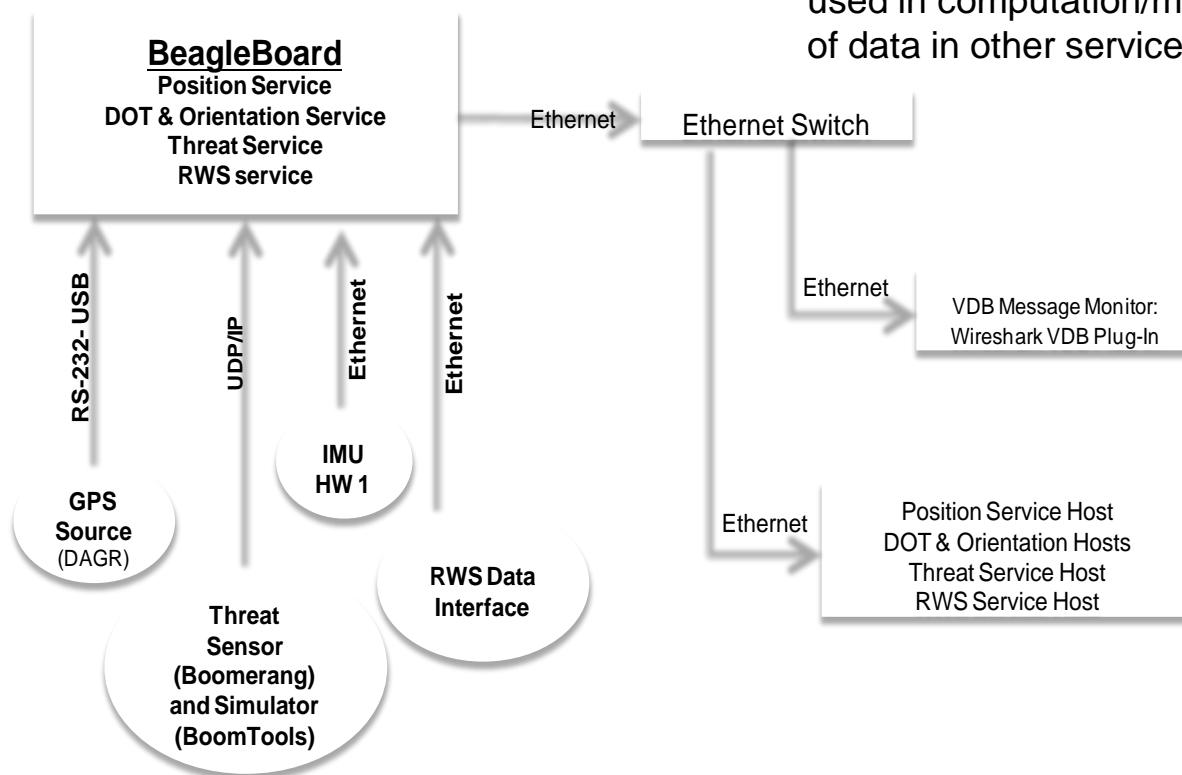 used in computation/m
of data in other service
BeagleBoard
Position Service
DOT & Orientation Service
Threat Service
RWS service
Ethernet
Ethernet Switch
RS-232- USB
UDP/IP
Ethernet
Ethernet
Ethernet
VDB Message Monitor:
Wireshark VDB Plug-In
IMU
HW 1
GPS
Source
(DAGR)
Ethernet
Position Service Host
DOT & Orientation Hosts
Threat Service Host
RWS Service Host
RWS Data
Interface
Threat
Sensor
(Boomerang)
and Simulator
(BoomTools)